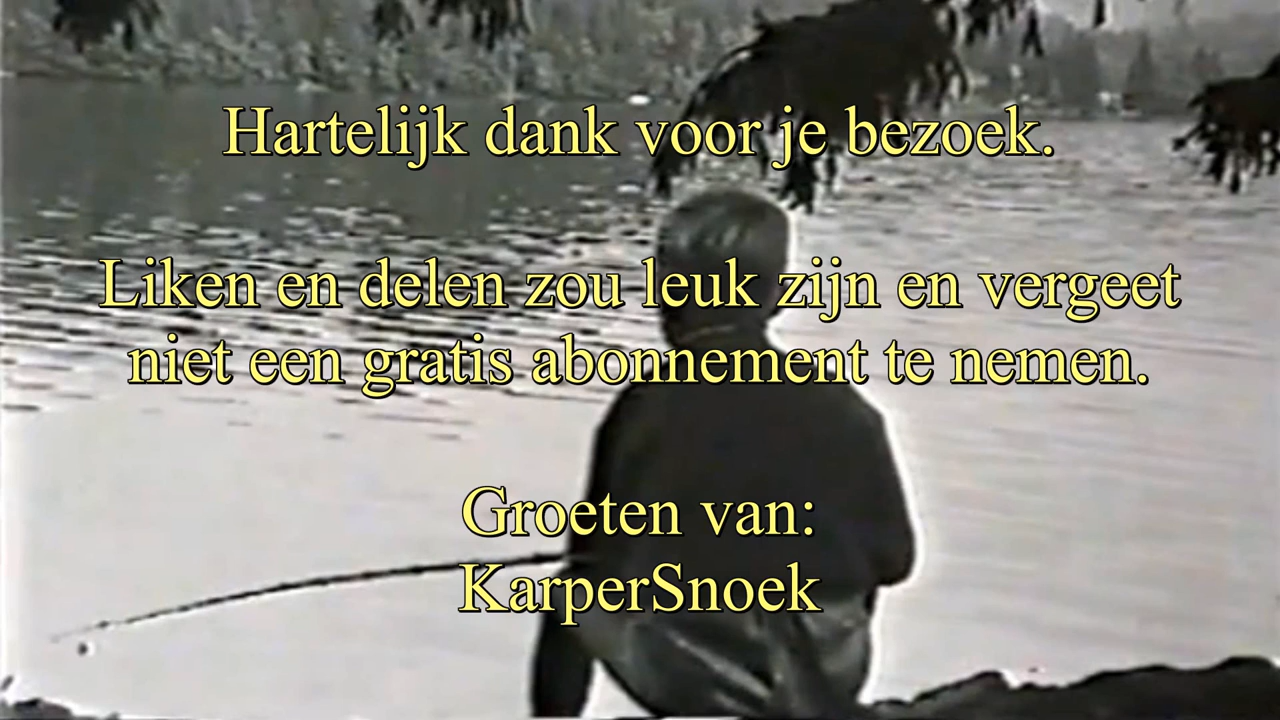 Hartelijk dank voor je bezoek.
Liken en delen zou leuk zijn en vergeet
niet een gratis abonnement te nemen.
Groeten van:
KarperSnoek